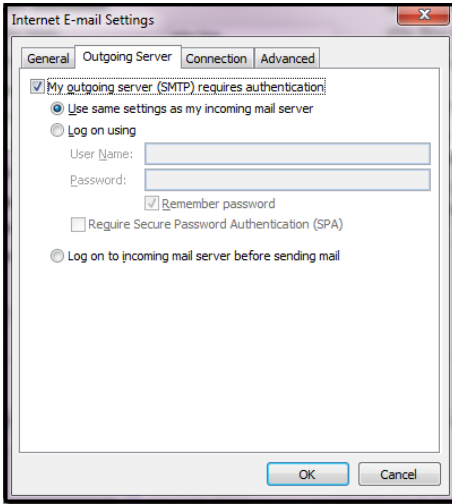 Internet E-mail Settings
General Outgoing Server Connection Advanced
My outgoing server (SMTP) requires authentication
Use same settings as my incoming mail server
Log on using
User Name:
Password:
Remember password
Require Secure Password Authentication (SPA)
Log on to incoming mail server before sending mail
OK Cancel